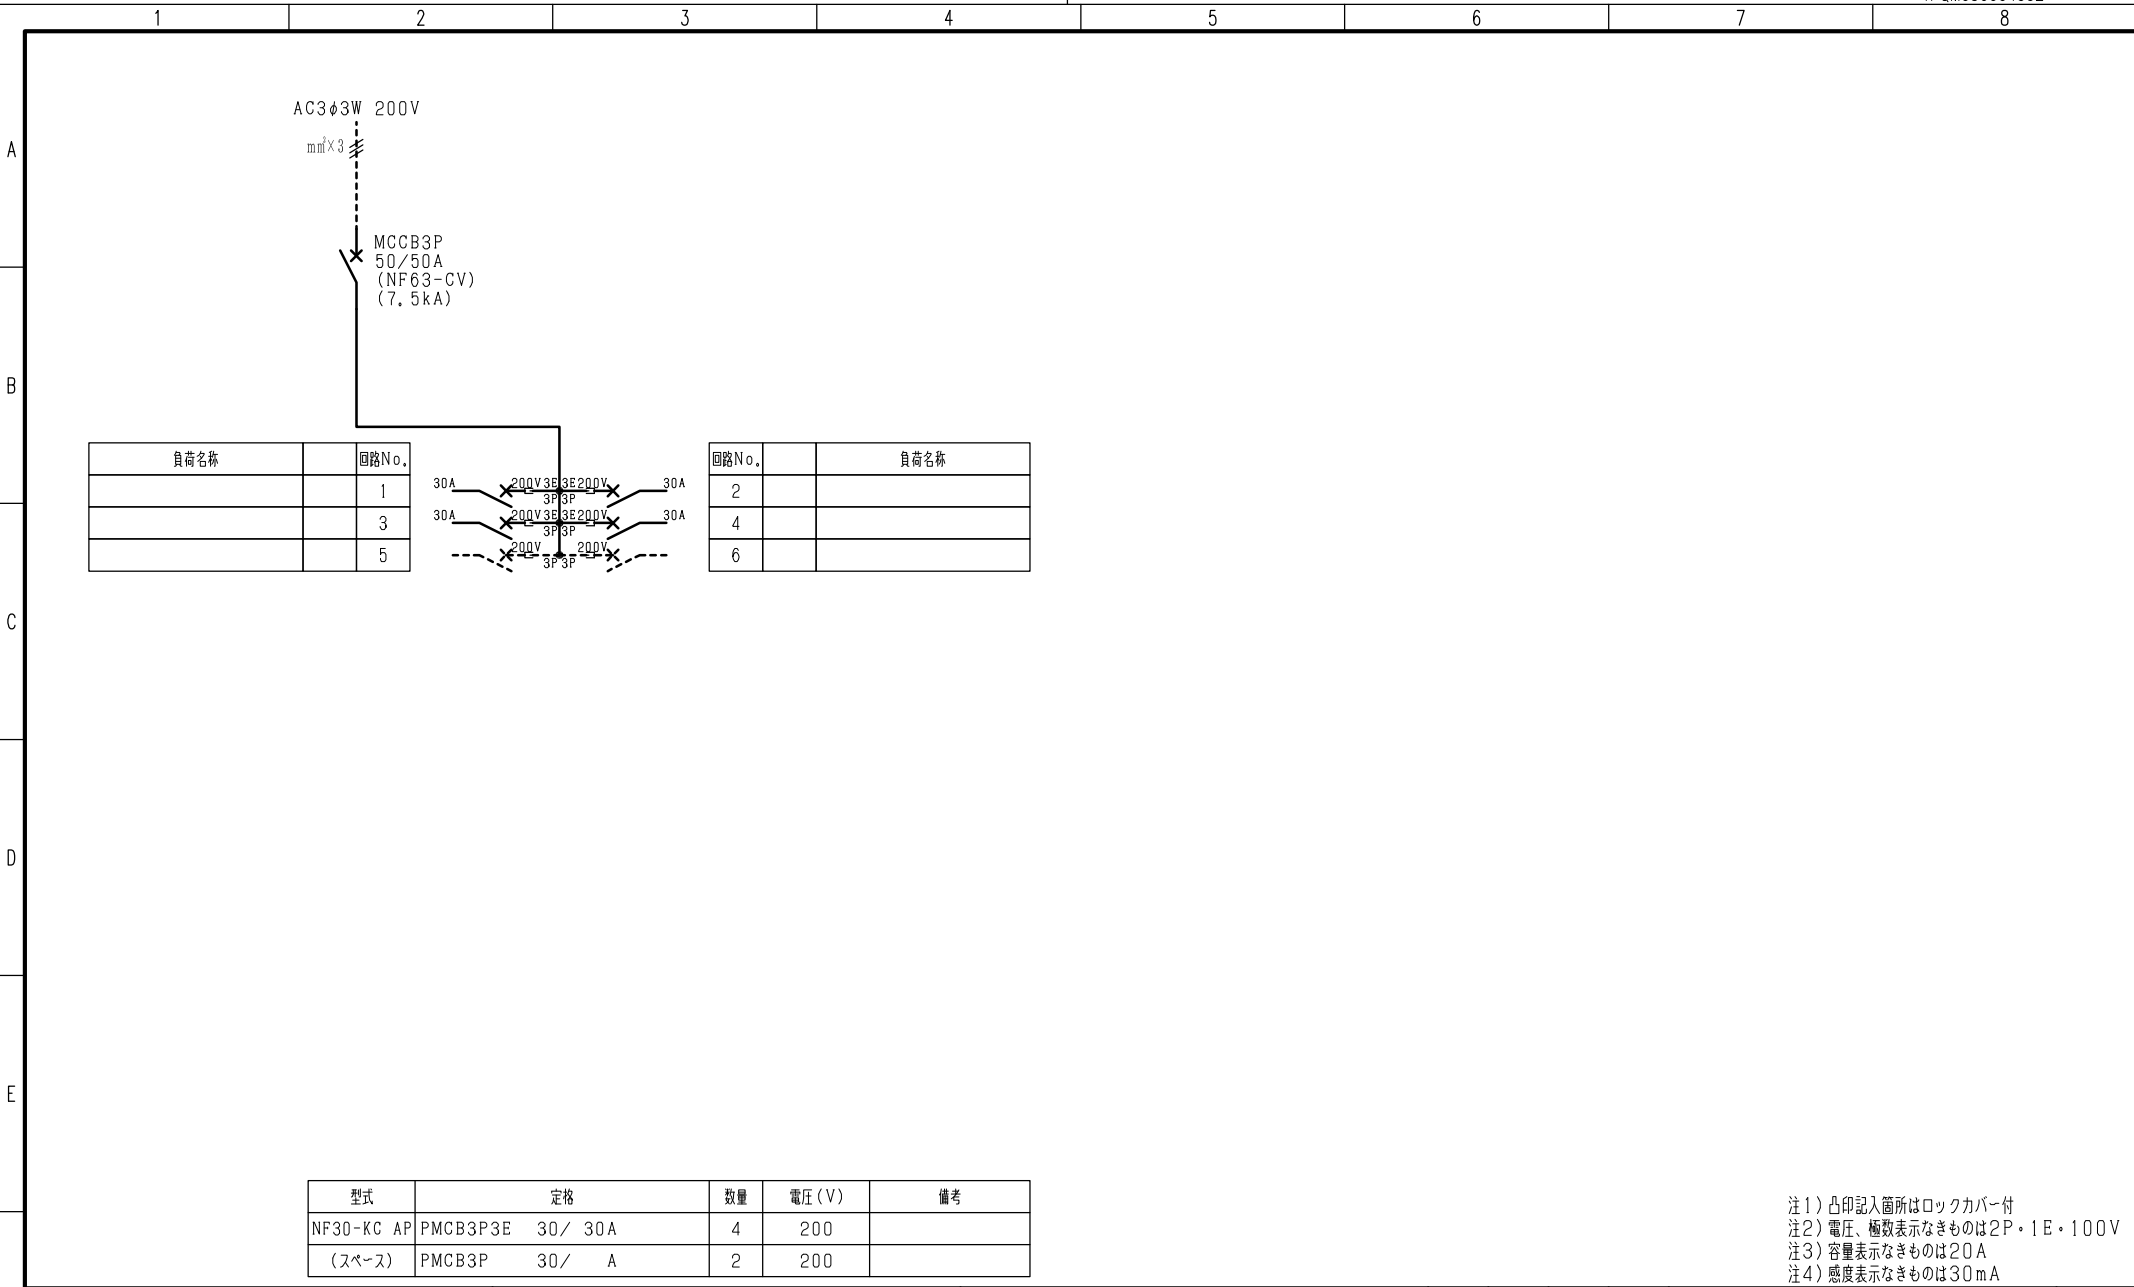 1 2 3 4 5 6 7 8
A
B
C
D
E
AC3φ3W 200V
mm²×3
MCCB3P
50/50A
(NF63-CV)
(7.5kA)
負荷名称 回路No.
1
3
5
30A 200V 3E 3E 200V 30A
3P 3P
30A 200V 3E 3E 200V 30A
3P 3P
200V 200V
3P 3P
回路No. 負荷名称
2
4
6
型式 定格 数量 電圧(V) 備考
NF30-KC AP PMCB3P3E 30/ 30A 4 200
(スペース) PMCB3P 30/ A 2 200
注1)凸印記入箇所はロックカバー付
注2)電圧、極数表示なきものは2P・1E・100V
注3)容量表示なきものは20A
注4)感度表示なきものは30mA